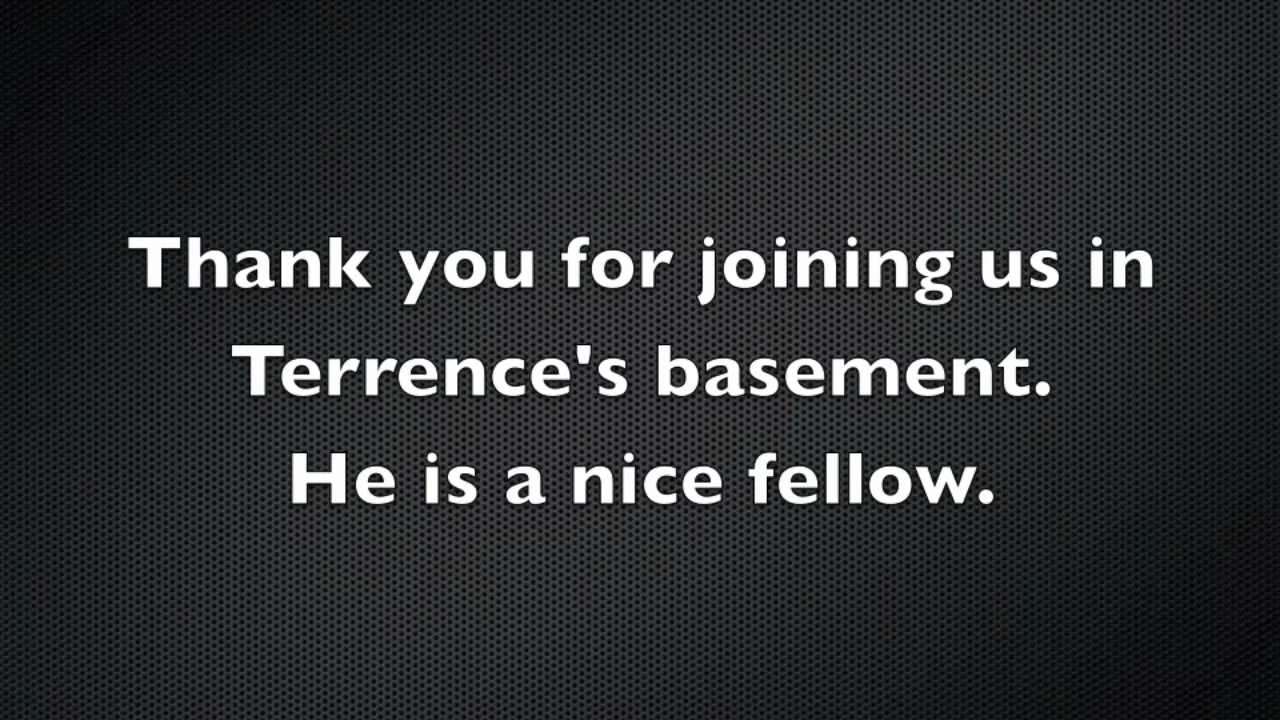 Thank you for joining us in
Terrence's basement.
He is a nice fellow.